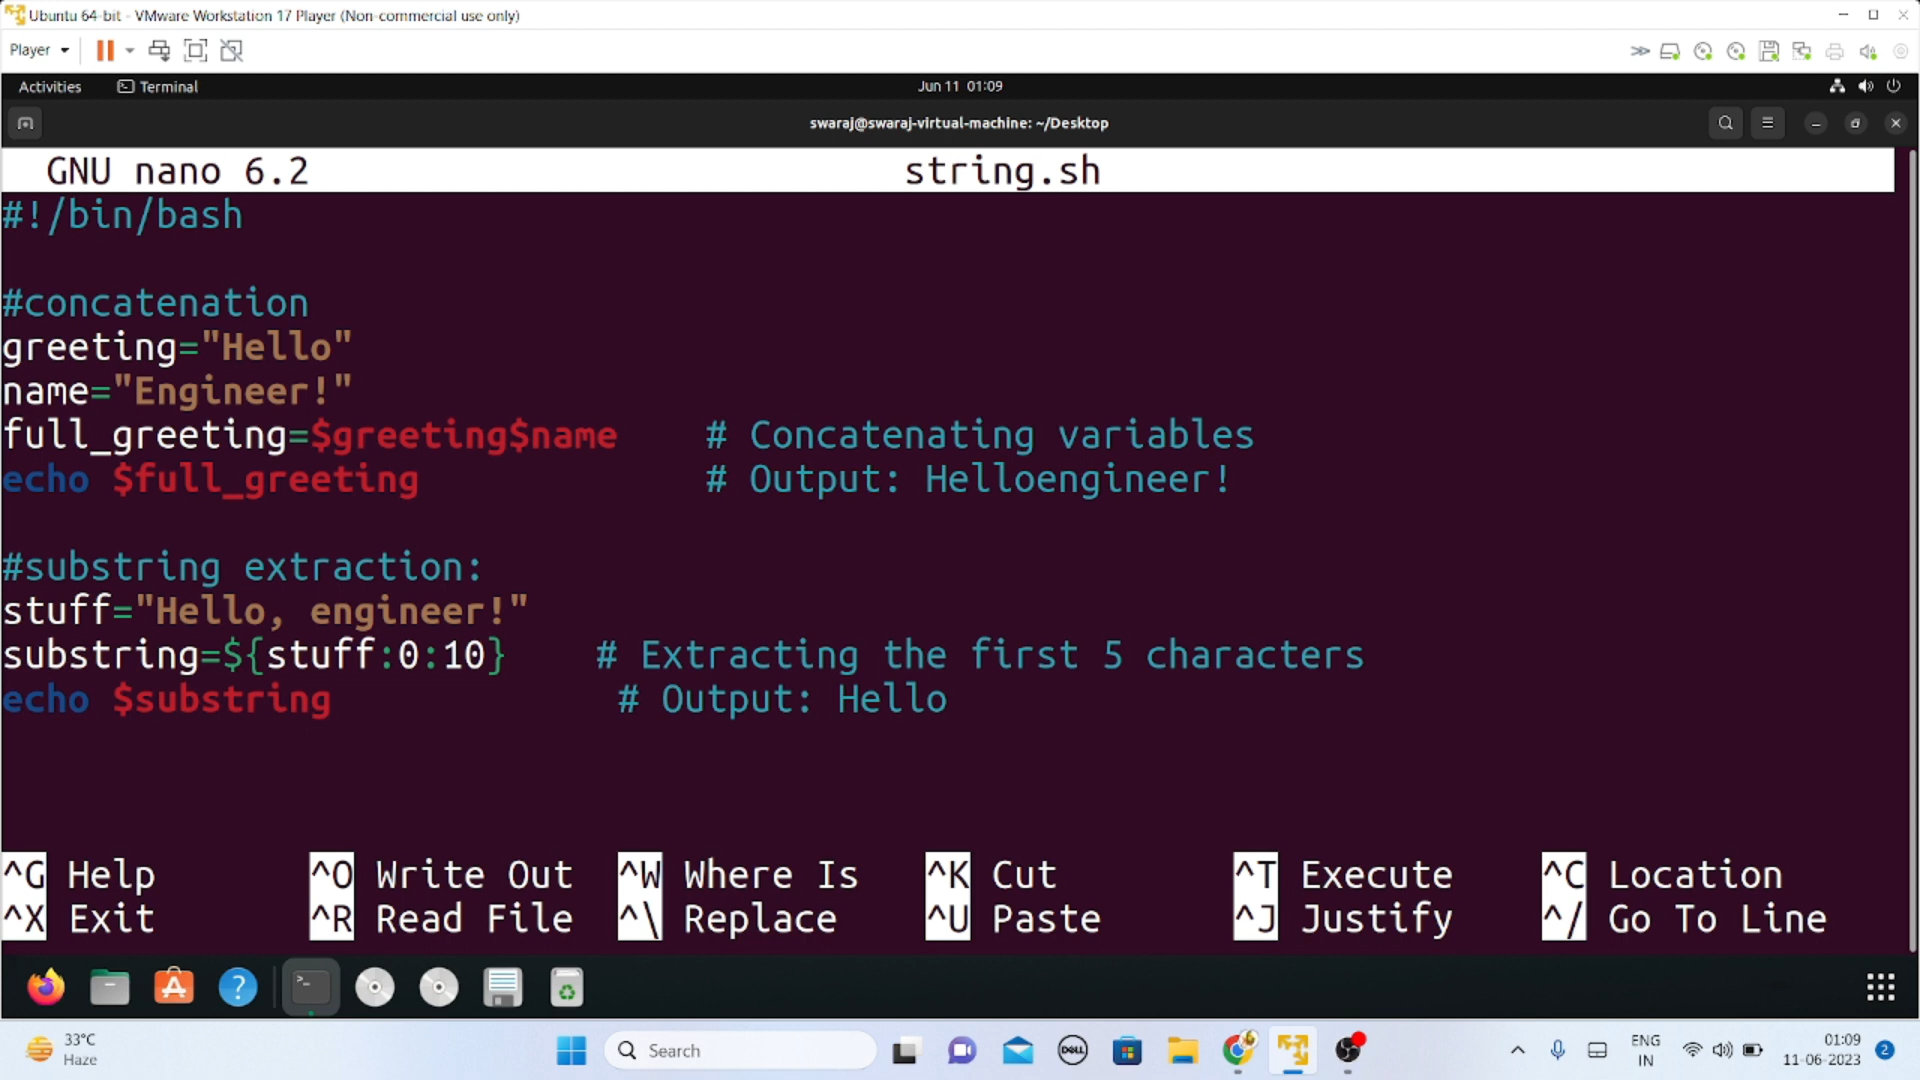 Ubuntu 64-bit - VMware Workstation 17 Player (Non-commercial use only)
Player
Activities Terminal Jun 11 01:09
swaraj@swaraj-virtual-machine: ~/Desktop
GNU nano 6.2 string.sh
#!/bin/bash
#concatenation
greeting="Hello"
name="Engineer!"
full_greeting=$greeting$name # Concatenating variables
echo $full_greeting # Output: Helloengineer!
#substring extraction:
stuff="Hello, engineer!"
substring=${stuff:0:10} # Extracting the first 5 characters
echo $substring # Output: Hello
^G Help ^O Write Out ^W Where Is ^K Cut ^T Execute ^C Location
^X Exit ^R Read File ^\ Replace ^U Paste ^J Justify ^/ Go To Line
33°C
Haze
Search
DELL
ENG
IN
01:09
11-06-2023
2